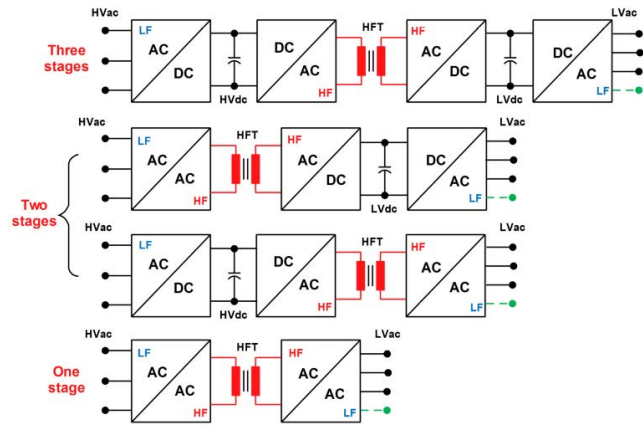 HVac LF AC DC HVdc DC AC HF HFT HF AC DC LVdc DC AC LF LVac
Three
stages
HVac LF AC AC HF HFT HF AC DC LVdc DC AC LF LVac
Two
stages
HVac LF AC DC HVdc DC AC HF HFT HF AC AC LF LVac
HVac LF AC AC HF HFT HF AC AC LF LVac
One
stage